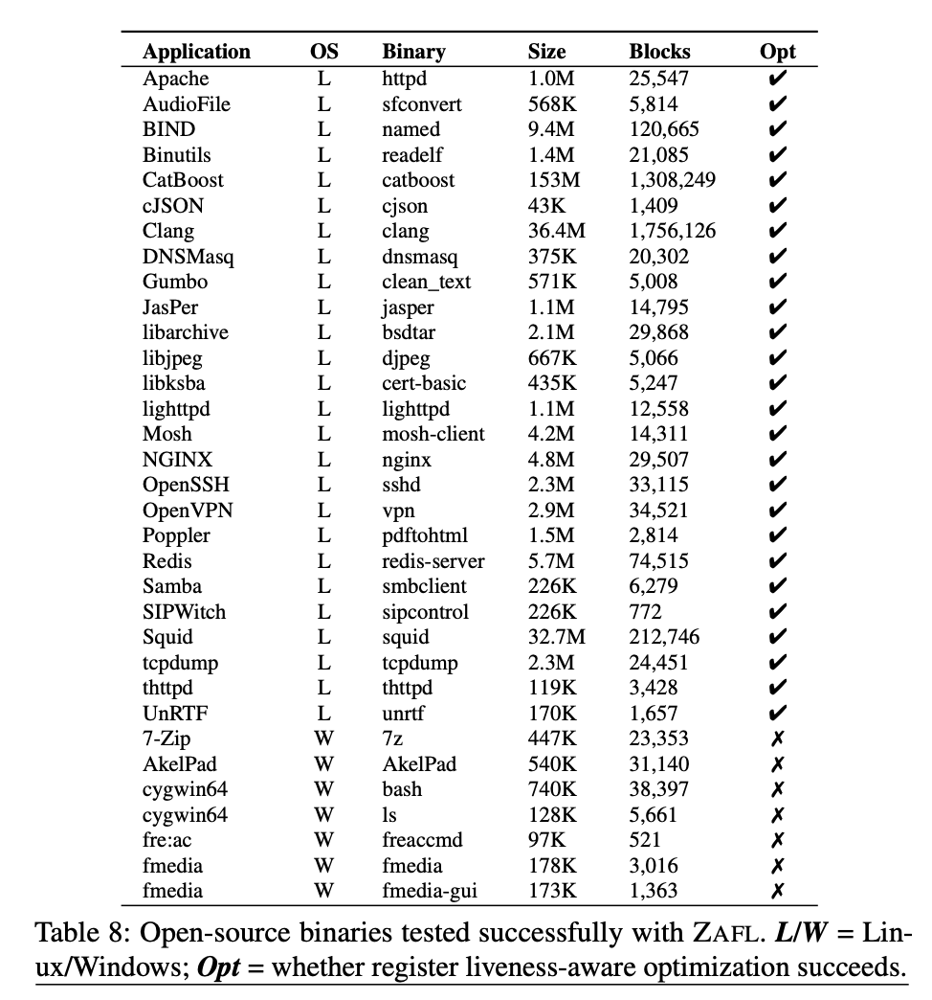 Application OS Binary Size Blocks Opt
Apache L httpd 1.0M 25,547 ✔
AudioFile L sfconvert 568K 5,814 ✔
BIND L named 9.4M 120,665 ✔
Binutils L readelf 1.4M 21,085 ✔
CatBoost L catboost 153M 1,308,249 ✔
cJSON L cjson 43K 1,409 ✔
Clang L clang 36.4M 1,756,126 ✔
DNSMasq L dnsmasq 375K 20,302 ✔
Gumbo L clean_text 571K 5,008 ✔
JasPer L jasper 1.1M 14,795 ✔
libarchive L bsdtar 2.1M 29,868 ✔
libjpeg L djpeg 667K 5,066 ✔
libksba L cert-basic 435K 5,247 ✔
lighttpd L lighttpd 1.1M 12,558 ✔
Mosh L mosh-client 4.2M 14,311 ✔
NGINX L nginx 4.8M 29,507 ✔
OpenSSH L sshd 2.3M 33,115 ✔
OpenVPN L vpn 2.9M 34,521 ✔
Poppler L pdftohtml 1.5M 2,814 ✔
Redis L redis-server 5.7M 74,515 ✔
Samba L smbclient 226K 6,279 ✔
SIPWitch L sipcontrol 226K 772 ✔
Squid L squid 32.7M 212,746 ✔
tcpdump L tcpdump 2.3M 24,451 ✔
thttpd L thttpd 119K 3,428 ✔
UnRTF L unrtf 170K 1,657 ✔
7-Zip W 7z 447K 23,353 ✗
AkelPad W AkelPad 540K 31,140 ✗
cygwin64 W bash 740K 38,397 ✗
cygwin64 W ls 128K 5,661 ✗
fre:ac W freaccmd 97K 521 ✗
fmedia W fmedia 178K 3,016 ✗
fmedia W fmedia-gui 173K 1,363 ✗
Table 8: Open-source binaries tested successfully with ZAFL. L/W = Lin-
ux/Windows; Opt = whether register liveness-aware optimization succeeds.